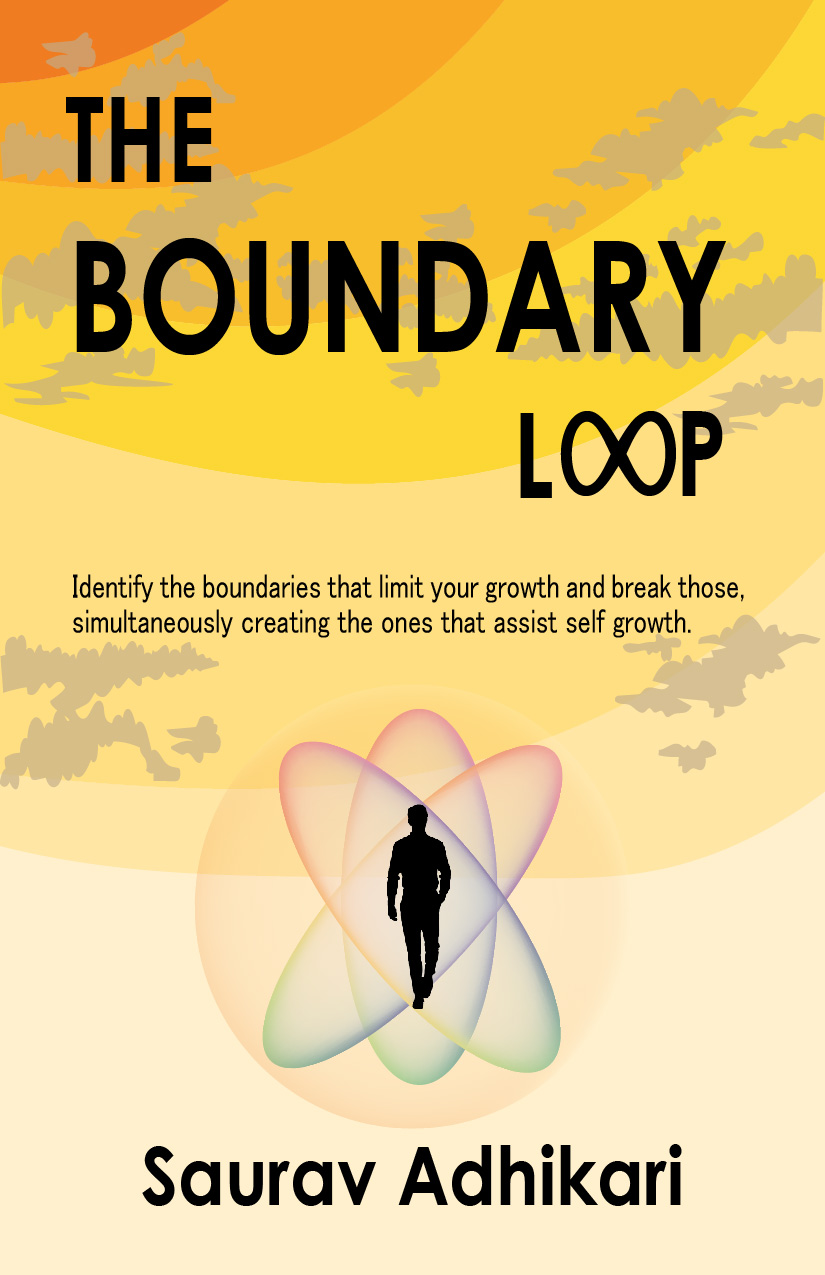 THE
BOUNDARY
L∞P
Identify the boundaries that limit your growth and break those,
simultaneously creating the ones that assist self growth.
Saurav Adhikari